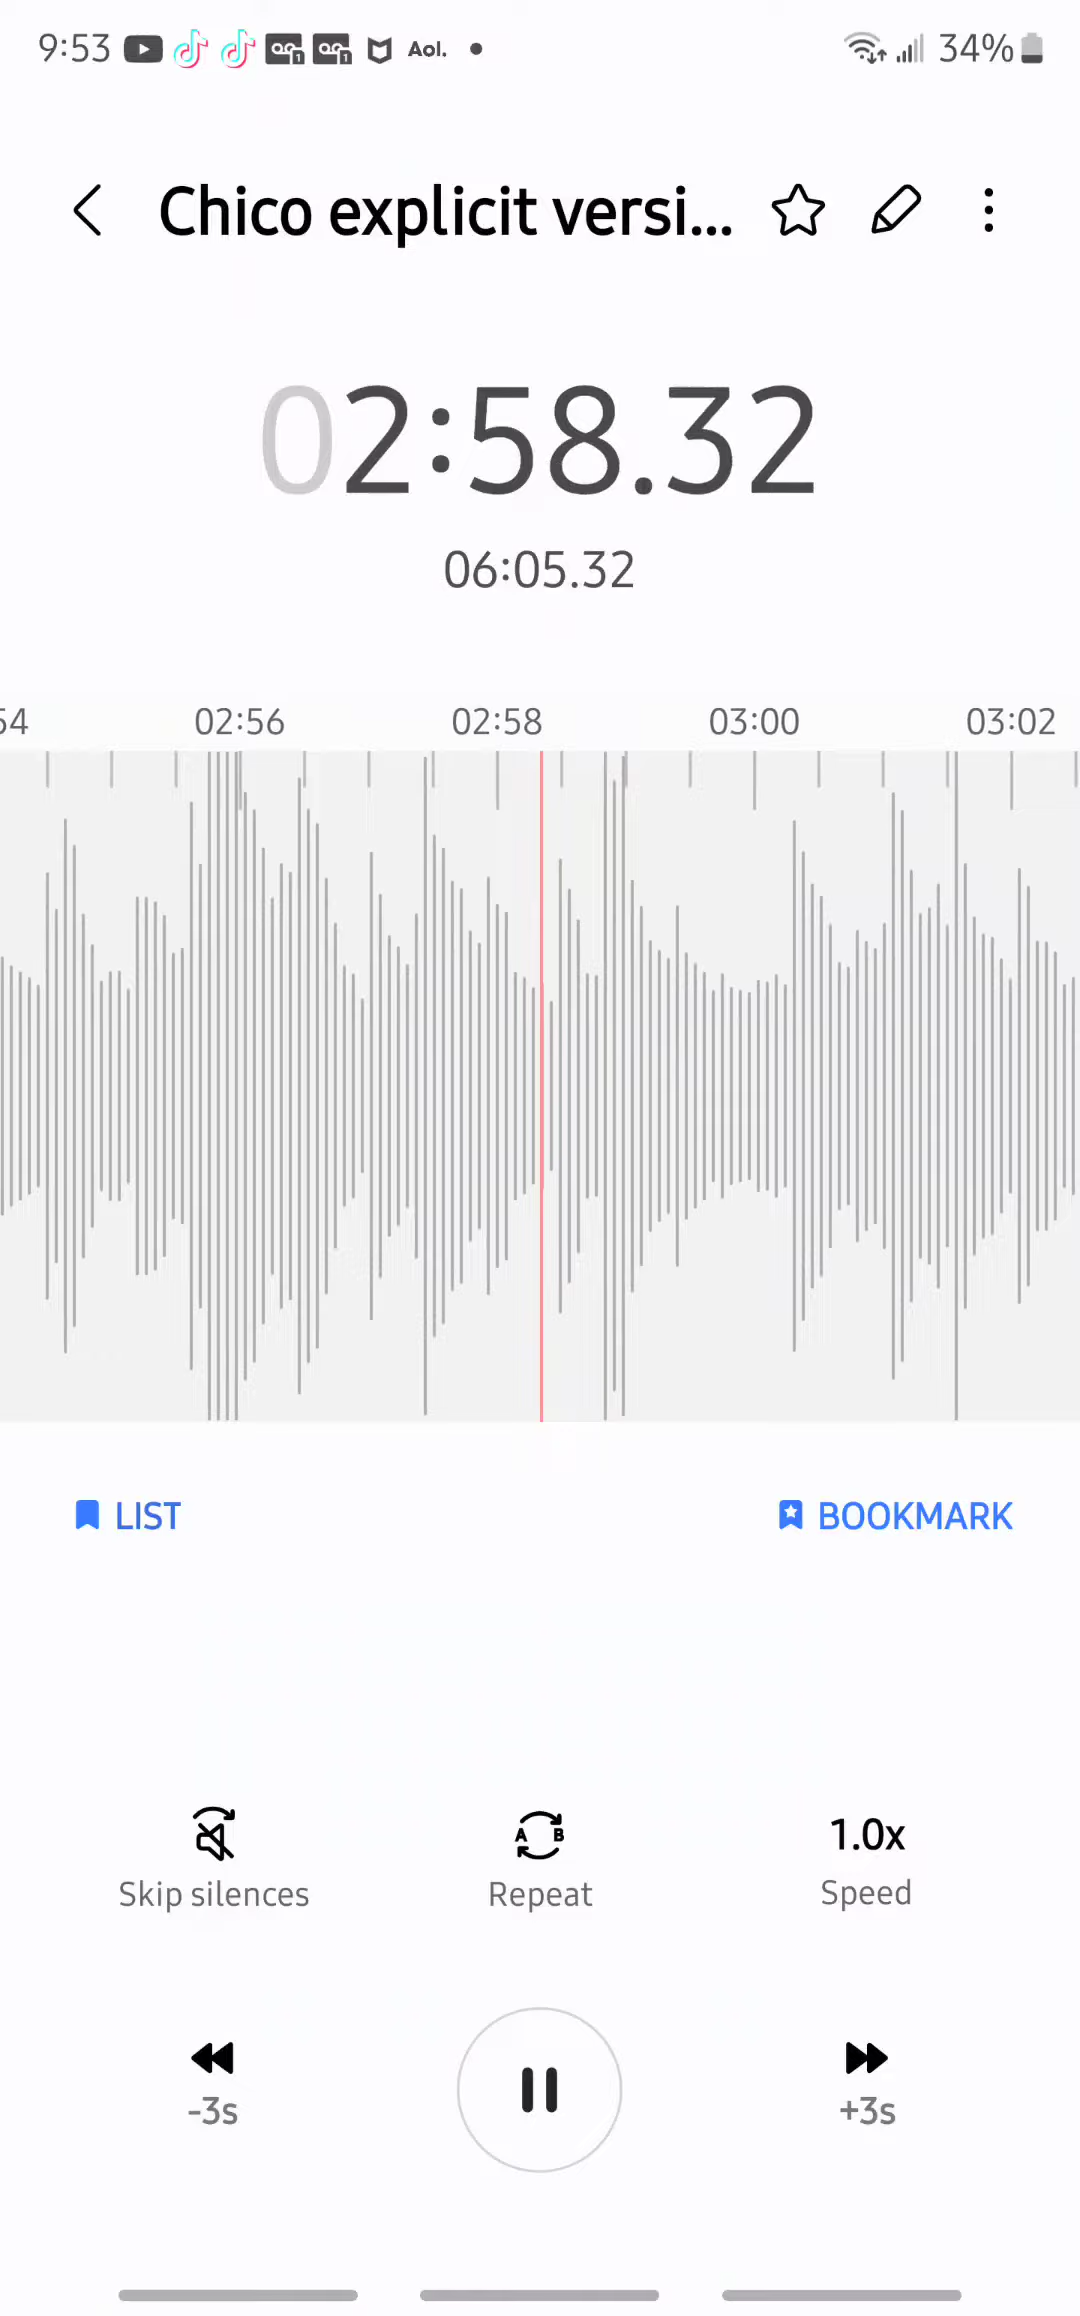 9:53 Aol. 34%
Chico explicit versi...
02:58.32
06:05.32
54 02:56 02:58 03:00 03:02
LIST BOOKMARK
A B 1.0x
Skip silences Repeat Speed
-3s +3s